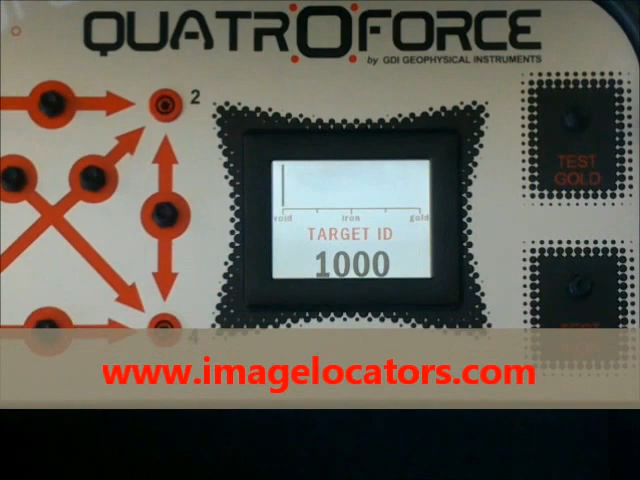 QUATROFORCE
by GDI GEOPHYSICAL INSTRUMENTS
2
TEST
GOLD
void iron gold
TARGET ID
1000
4
www.imagelocators.com